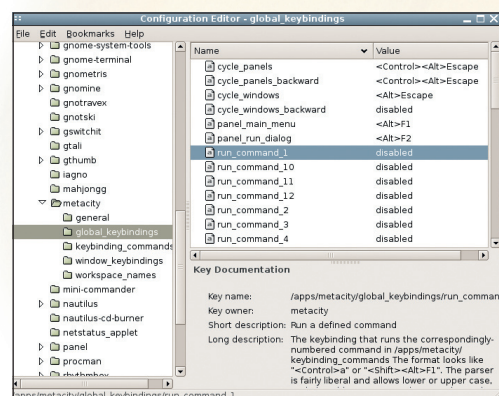 Configuration Editor - global_keybindings
File Edit Bookmarks Help
gnome-system-tools
gnome-terminal
gnometris
gnomine
gnotravex
gnotski
gswitchit
gtali
gthumb
iagno
mahjongg
metacity
general
global_keybindings
keybinding_commands
window_keybindings
workspace_names
mini-commander
nautilus
nautilus-cd-burner
netstatus_applet
panel
procman
rhythmbox
Name Value
cycle_panels <Control><Alt>Escape
cycle_panels_backward <Control><Alt>Escape
cycle_windows <Alt>Escape
cycle_windows_backward disabled
panel_main_menu <Alt>F1
panel_run_dialog <Alt>F2
run_command_1 disabled
run_command_10 disabled
run_command_11 disabled
run_command_12 disabled
run_command_2 disabled
run_command_3 disabled
run_command_4 disabled
Key Documentation
Key name: /apps/metacity/global_keybindings/run_comman
Key owner: metacity
Short description: Run a defined command
Long description: The keybinding that runs the correspondingly-
numbered command in /apps/metacity/
keybinding_commands The format looks like
"<Control>a" or "<Shift><Alt>F1". The parser
is fairly liberal and allows lower or upper case,
/apps/metacity/global_keybindings/run_command_1